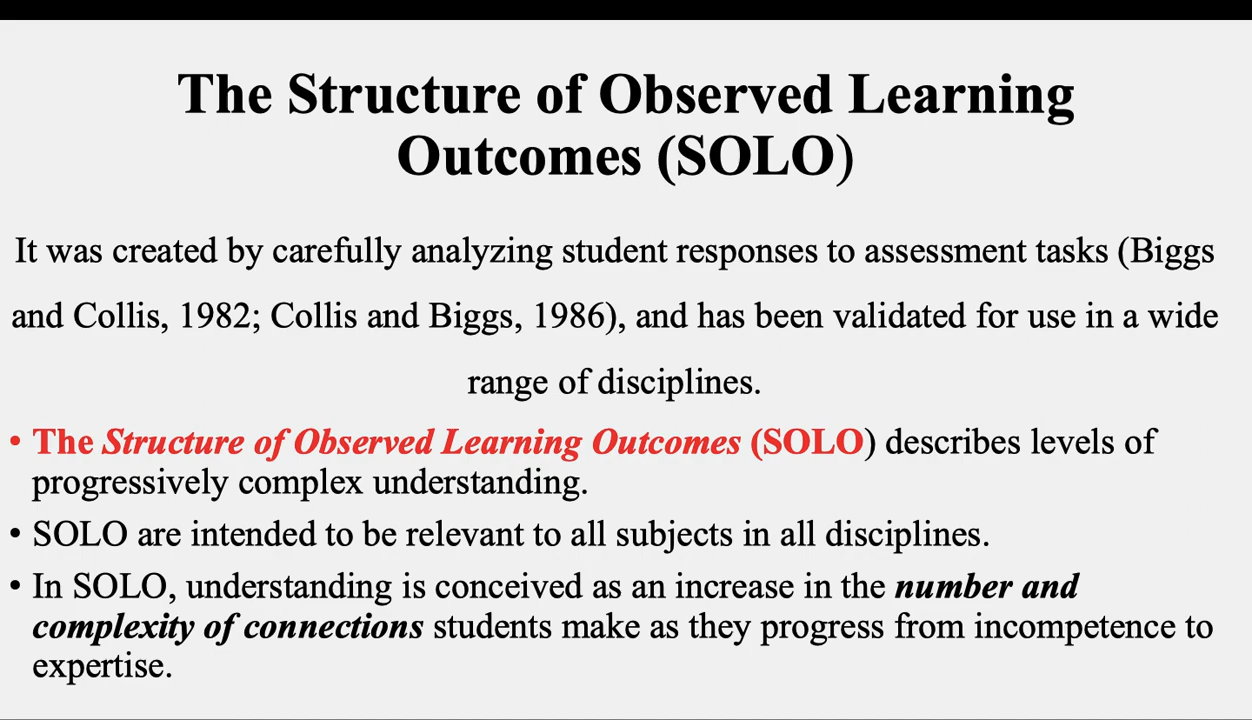 The Structure of Observed Learning
Outcomes (SOLO)
It was created by carefully analyzing student responses to assessment tasks (Biggs
and Collis, 1982; Collis and Biggs, 1986), and has been validated for use in a wide
range of disciplines.
• The Structure of Observed Learning Outcomes (SOLO) describes levels of
progressively complex understanding.
• SOLO are intended to be relevant to all subjects in all disciplines.
• In SOLO, understanding is conceived as an increase in the number and
complexity of connections students make as they progress from incompetence to
expertise.